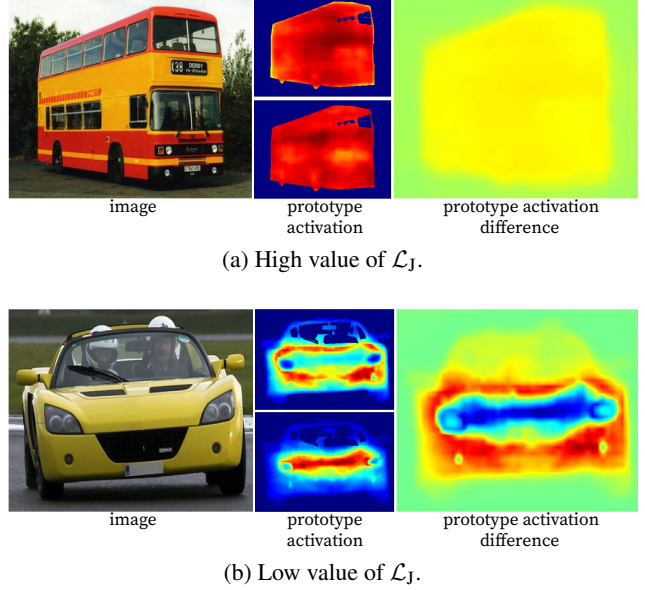 138 DERBY
image
prototype
activation
prototype activation
difference
(a) High value of ℒJ.
image
prototype
activation
prototype activation
difference
(b) Low value of ℒJ.